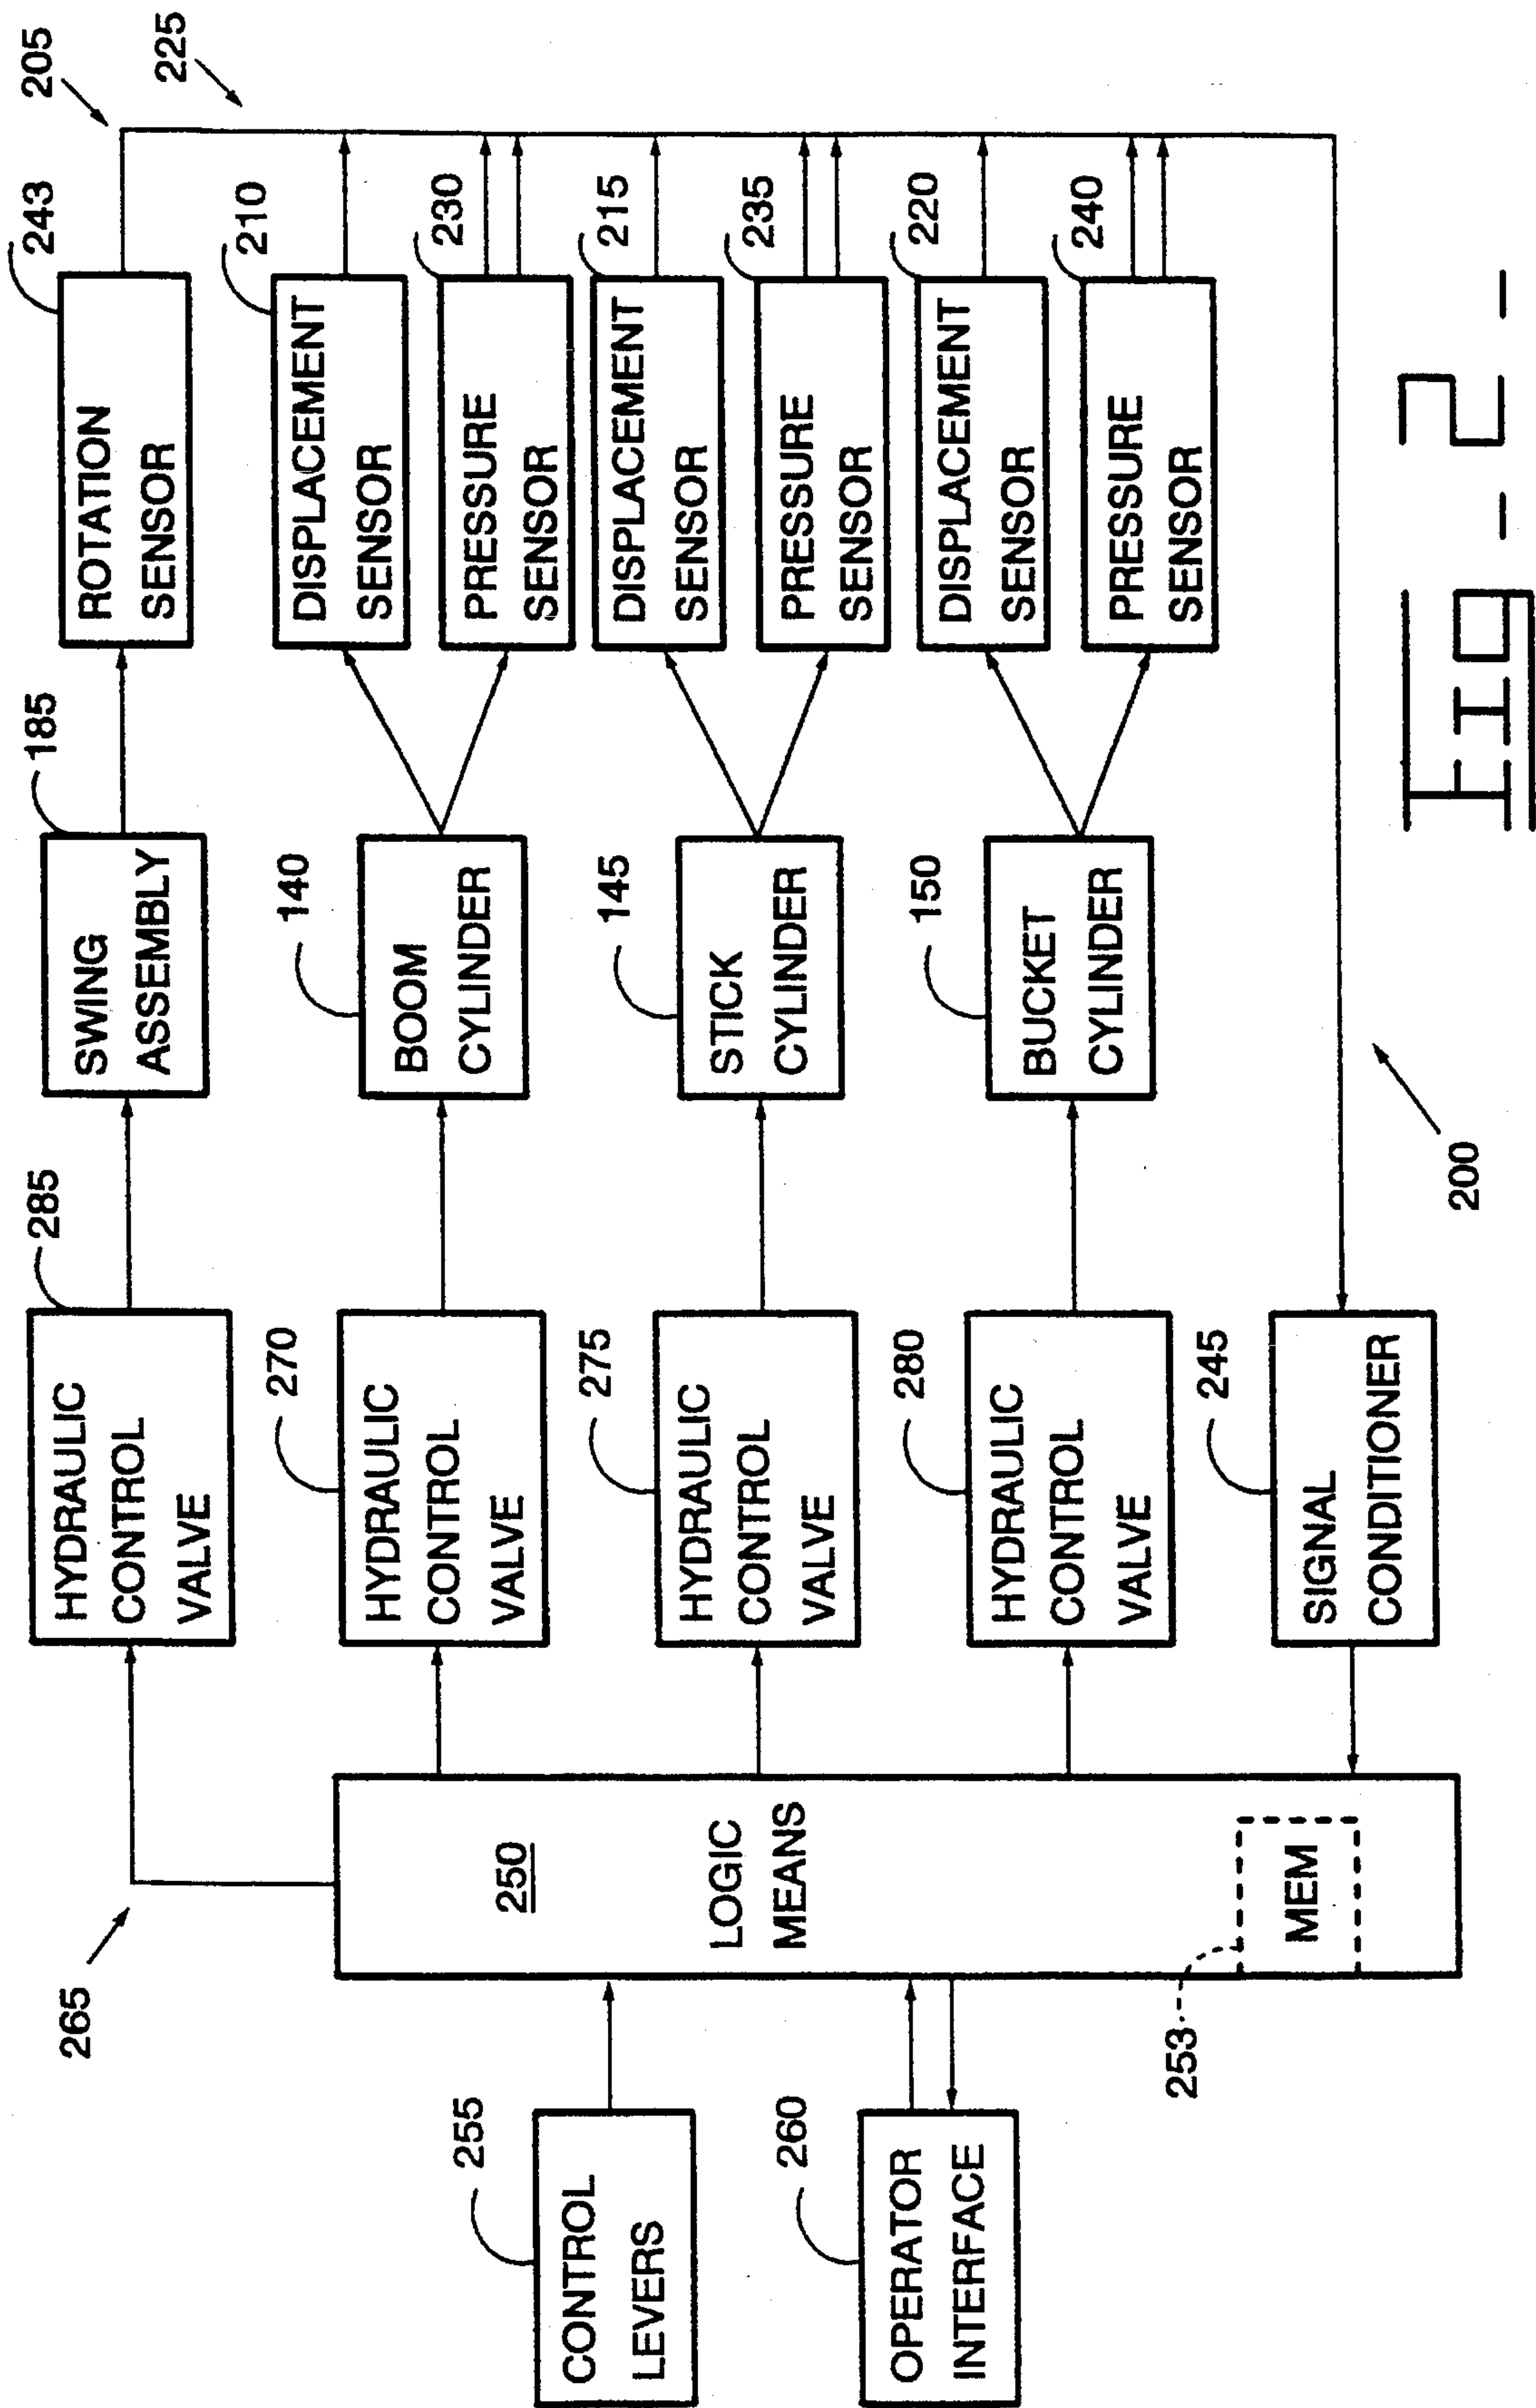 205
225
243
ROTATION
SENSOR
210
DISPLACEMENT
SENSOR
230
PRESSURE
SENSOR
215
DISPLACEMENT
SENSOR
235
PRESSURE
SENSOR
220
DISPLACEMENT
SENSOR
240
PRESSURE
SENSOR
185
SWING
ASSEMBLY
140
BOOM
CYLINDER
145
STICK
CYLINDER
150
BUCKET
CYLINDER
200
285
HYDRAULIC
CONTROL
VALVE
270
HYDRAULIC
CONTROL
VALVE
275
HYDRAULIC
CONTROL
VALVE
280
HYDRAULIC
CONTROL
VALVE
245
SIGNAL
CONDITIONER
265
250
LOGIC
MEANS
MEM
253
255
CONTROL
LEVERS
260
OPERATOR
INTERFACE
FIG - 2 -